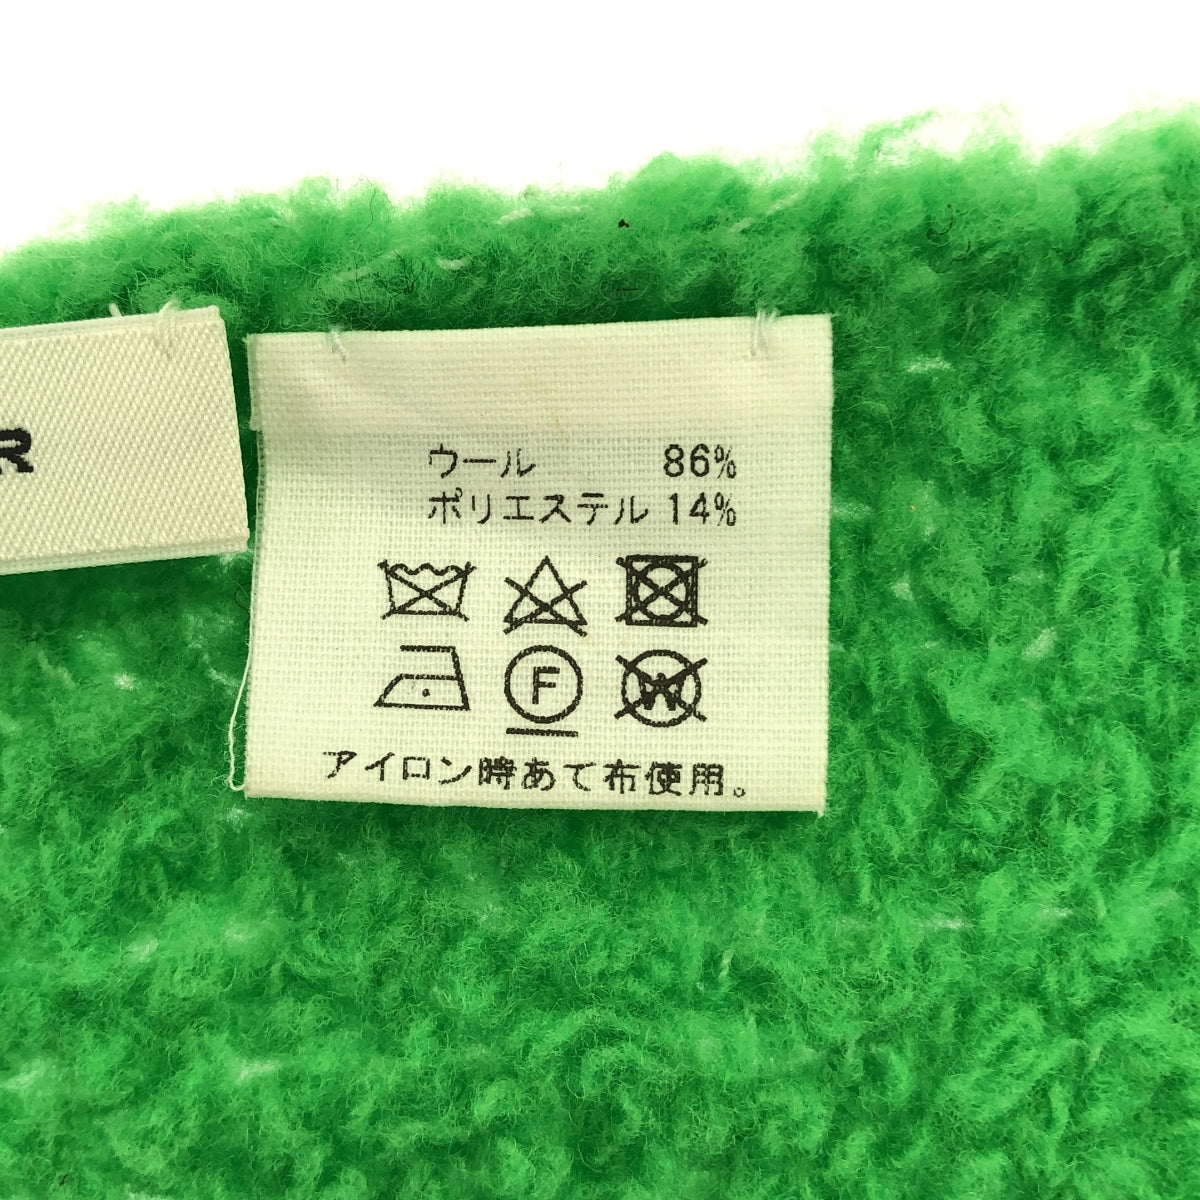 R
ウール 86%
ポリエステル 14%
F W
アイロン時あて布使用。